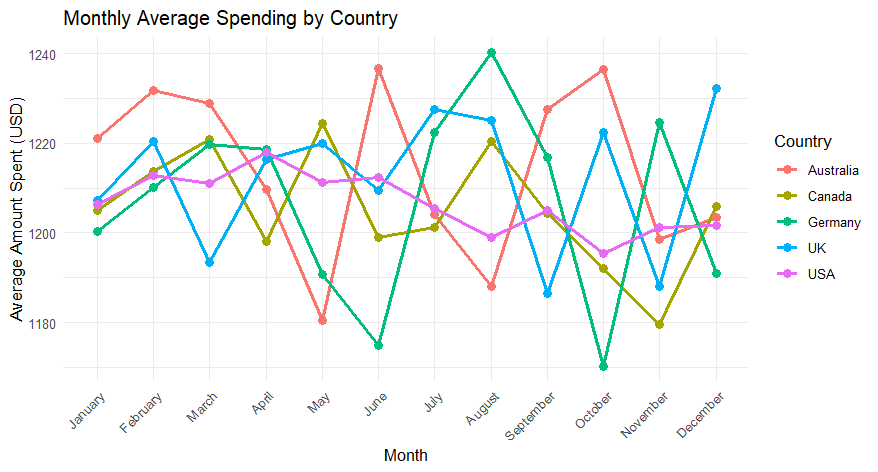 Monthly Average Spending by Country
Average Amount Spent (USD)
1240
1220
1200
1180
January
February
March
April
May
June
July
August
September
October
November
December
Month
Country
Australia
Canada
Germany
UK
USA